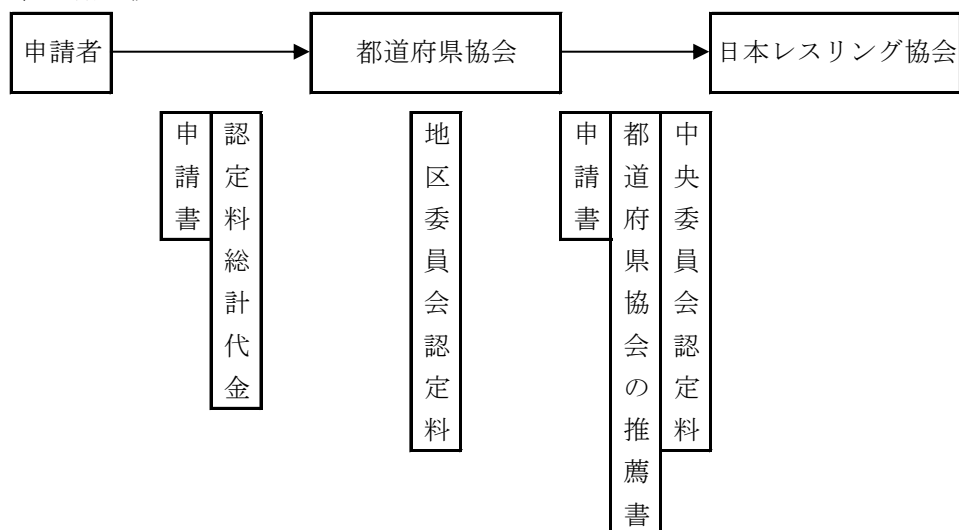 申請者
都道府県協会
日本レスリング協会
申請書
認定料総計代金
地区委員会認定料
申請書
都道府県協会の推薦書
中央委員会認定料